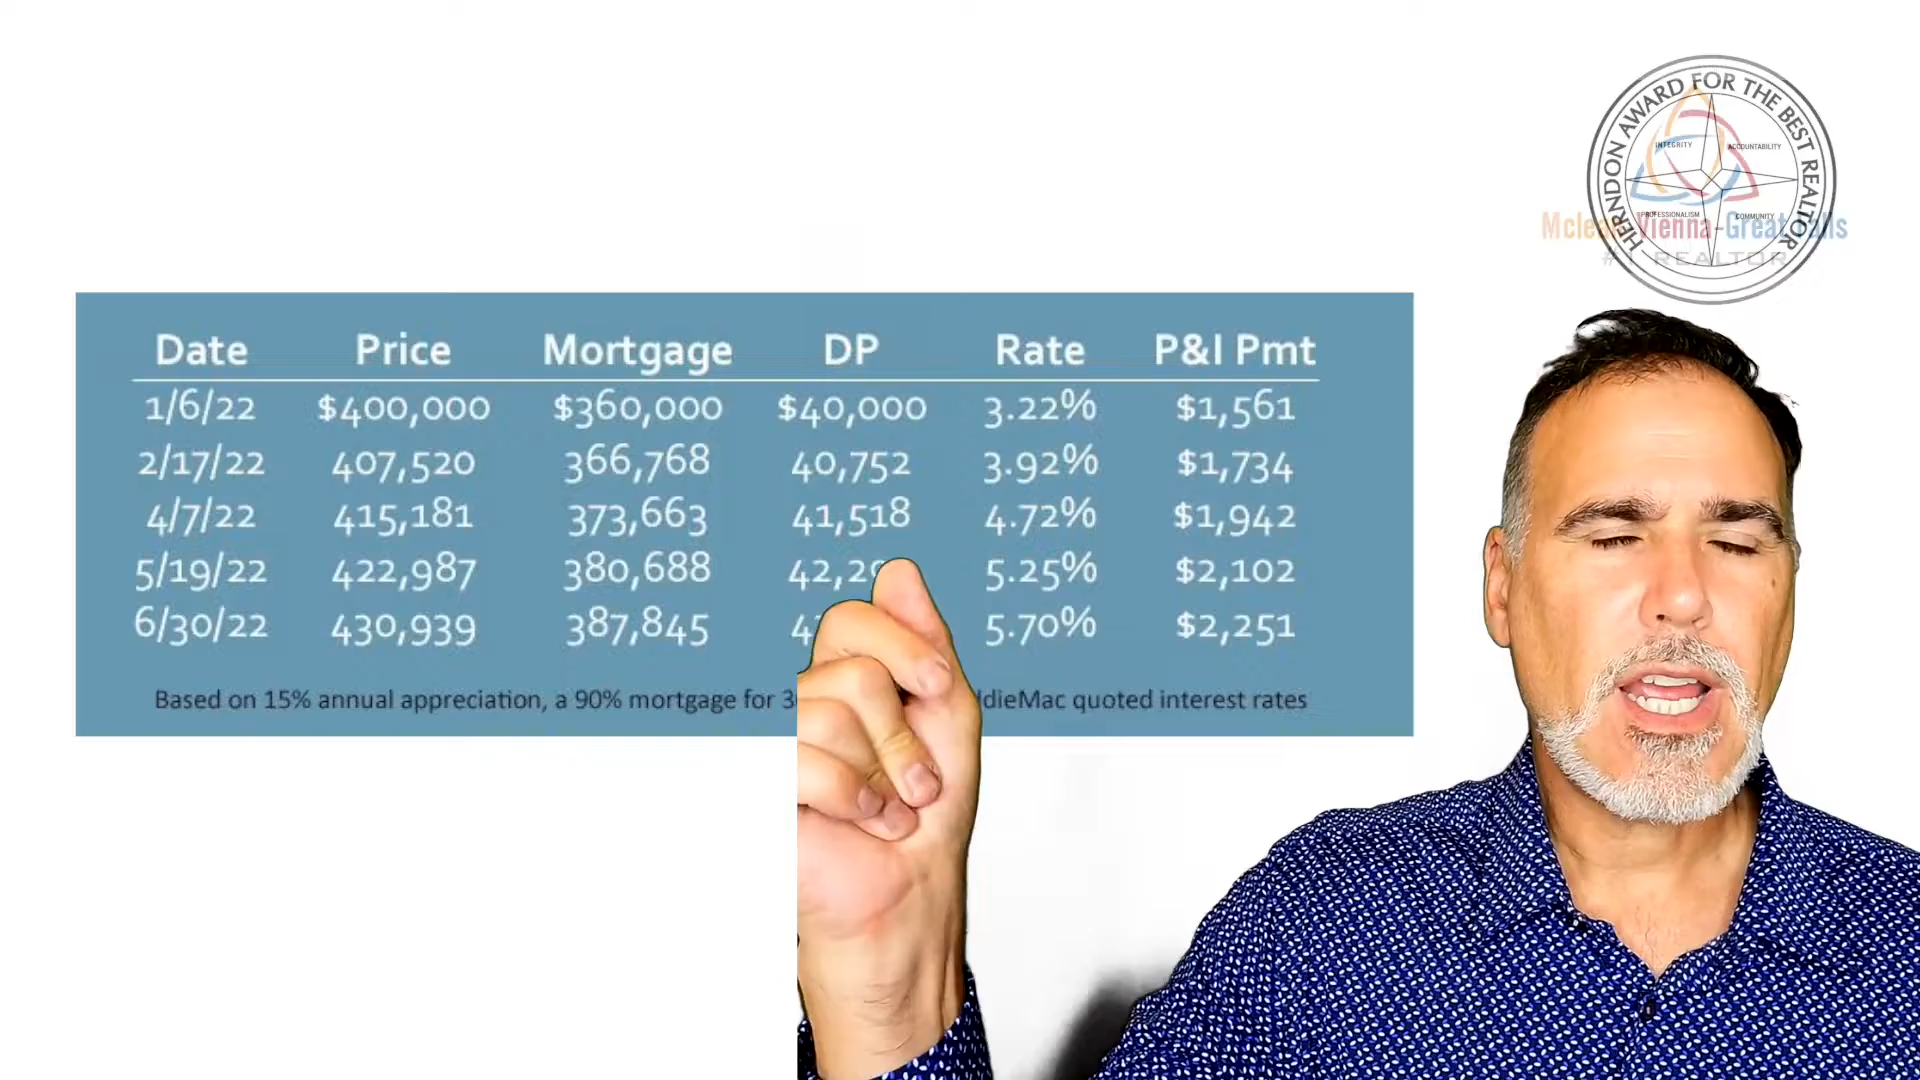 HERNDON AWARD FOR THE BEST REALTOR
INTEGRITY ACCOUNTABILITY
PROFESSIONALISM COMMUNITY
Vienna-Great
REALTOR
Date Price Mortgage DP Rate P&I Pmt
1/6/22 $400,000 $360,000 $40,000 3.22% $1,561
2/17/22 407,520 366,768 40,752 3.92% $1,734
4/7/22 415,181 373,663 41,518 4.72% $1,942
5/19/22 422,987 380,688 5.25% $2,102
6/30/22 430,939 387,845 5.70% $2,251
Based on 15% annual appreciation, a 90% mortgage for quoted interest rates